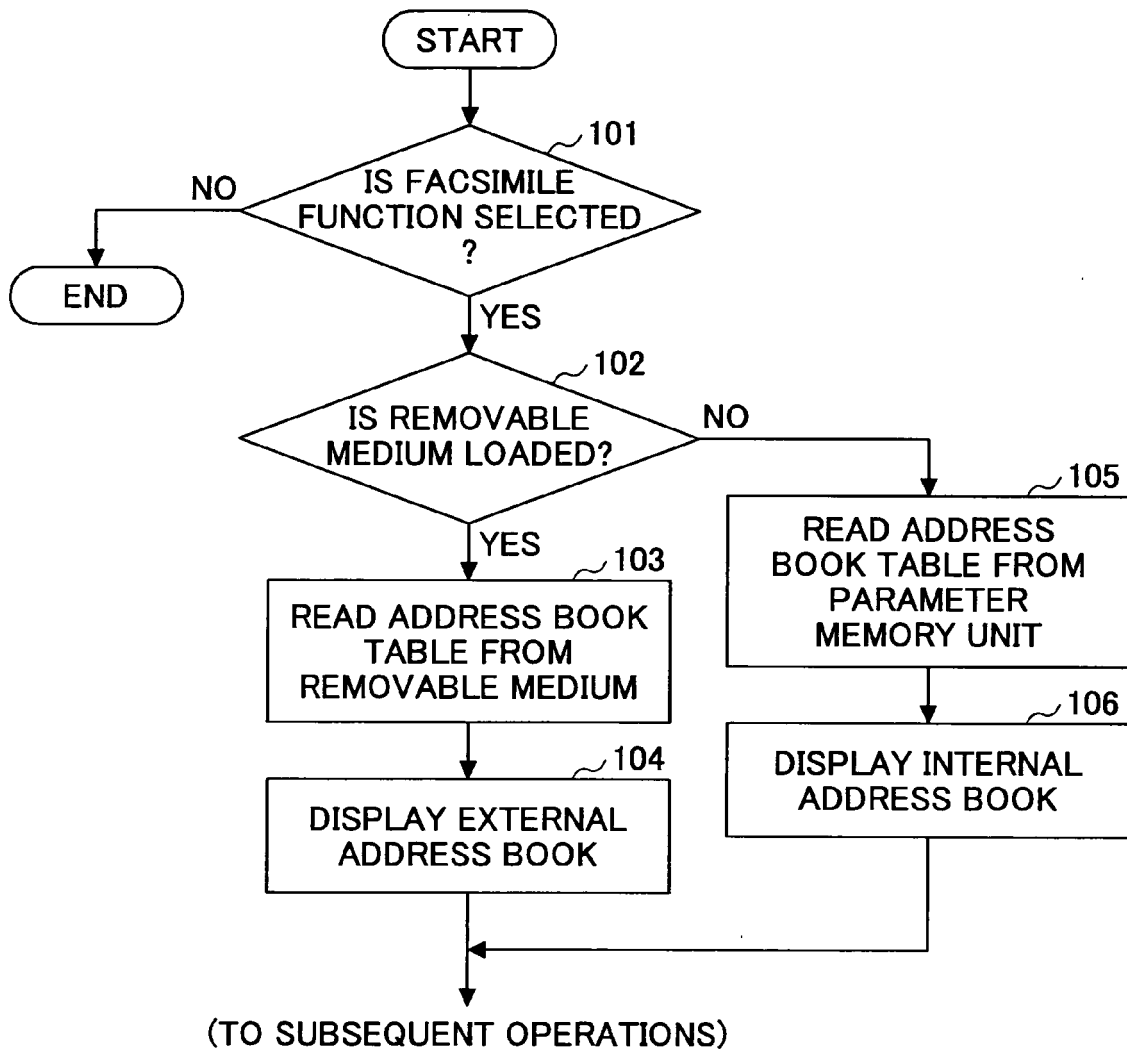 START
101
IS FACSIMILE
FUNCTION SELECTED
?
NO
END
YES
102
IS REMOVABLE
MEDIUM LOADED?
NO
YES
103
READ ADDRESS BOOK
TABLE FROM
REMOVABLE MEDIUM
105
READ ADDRESS
BOOK TABLE FROM
PARAMETER
MEMORY UNIT
104
DISPLAY EXTERNAL
ADDRESS BOOK
106
DISPLAY INTERNAL
ADDRESS BOOK
(TO SUBSEQUENT OPERATIONS)